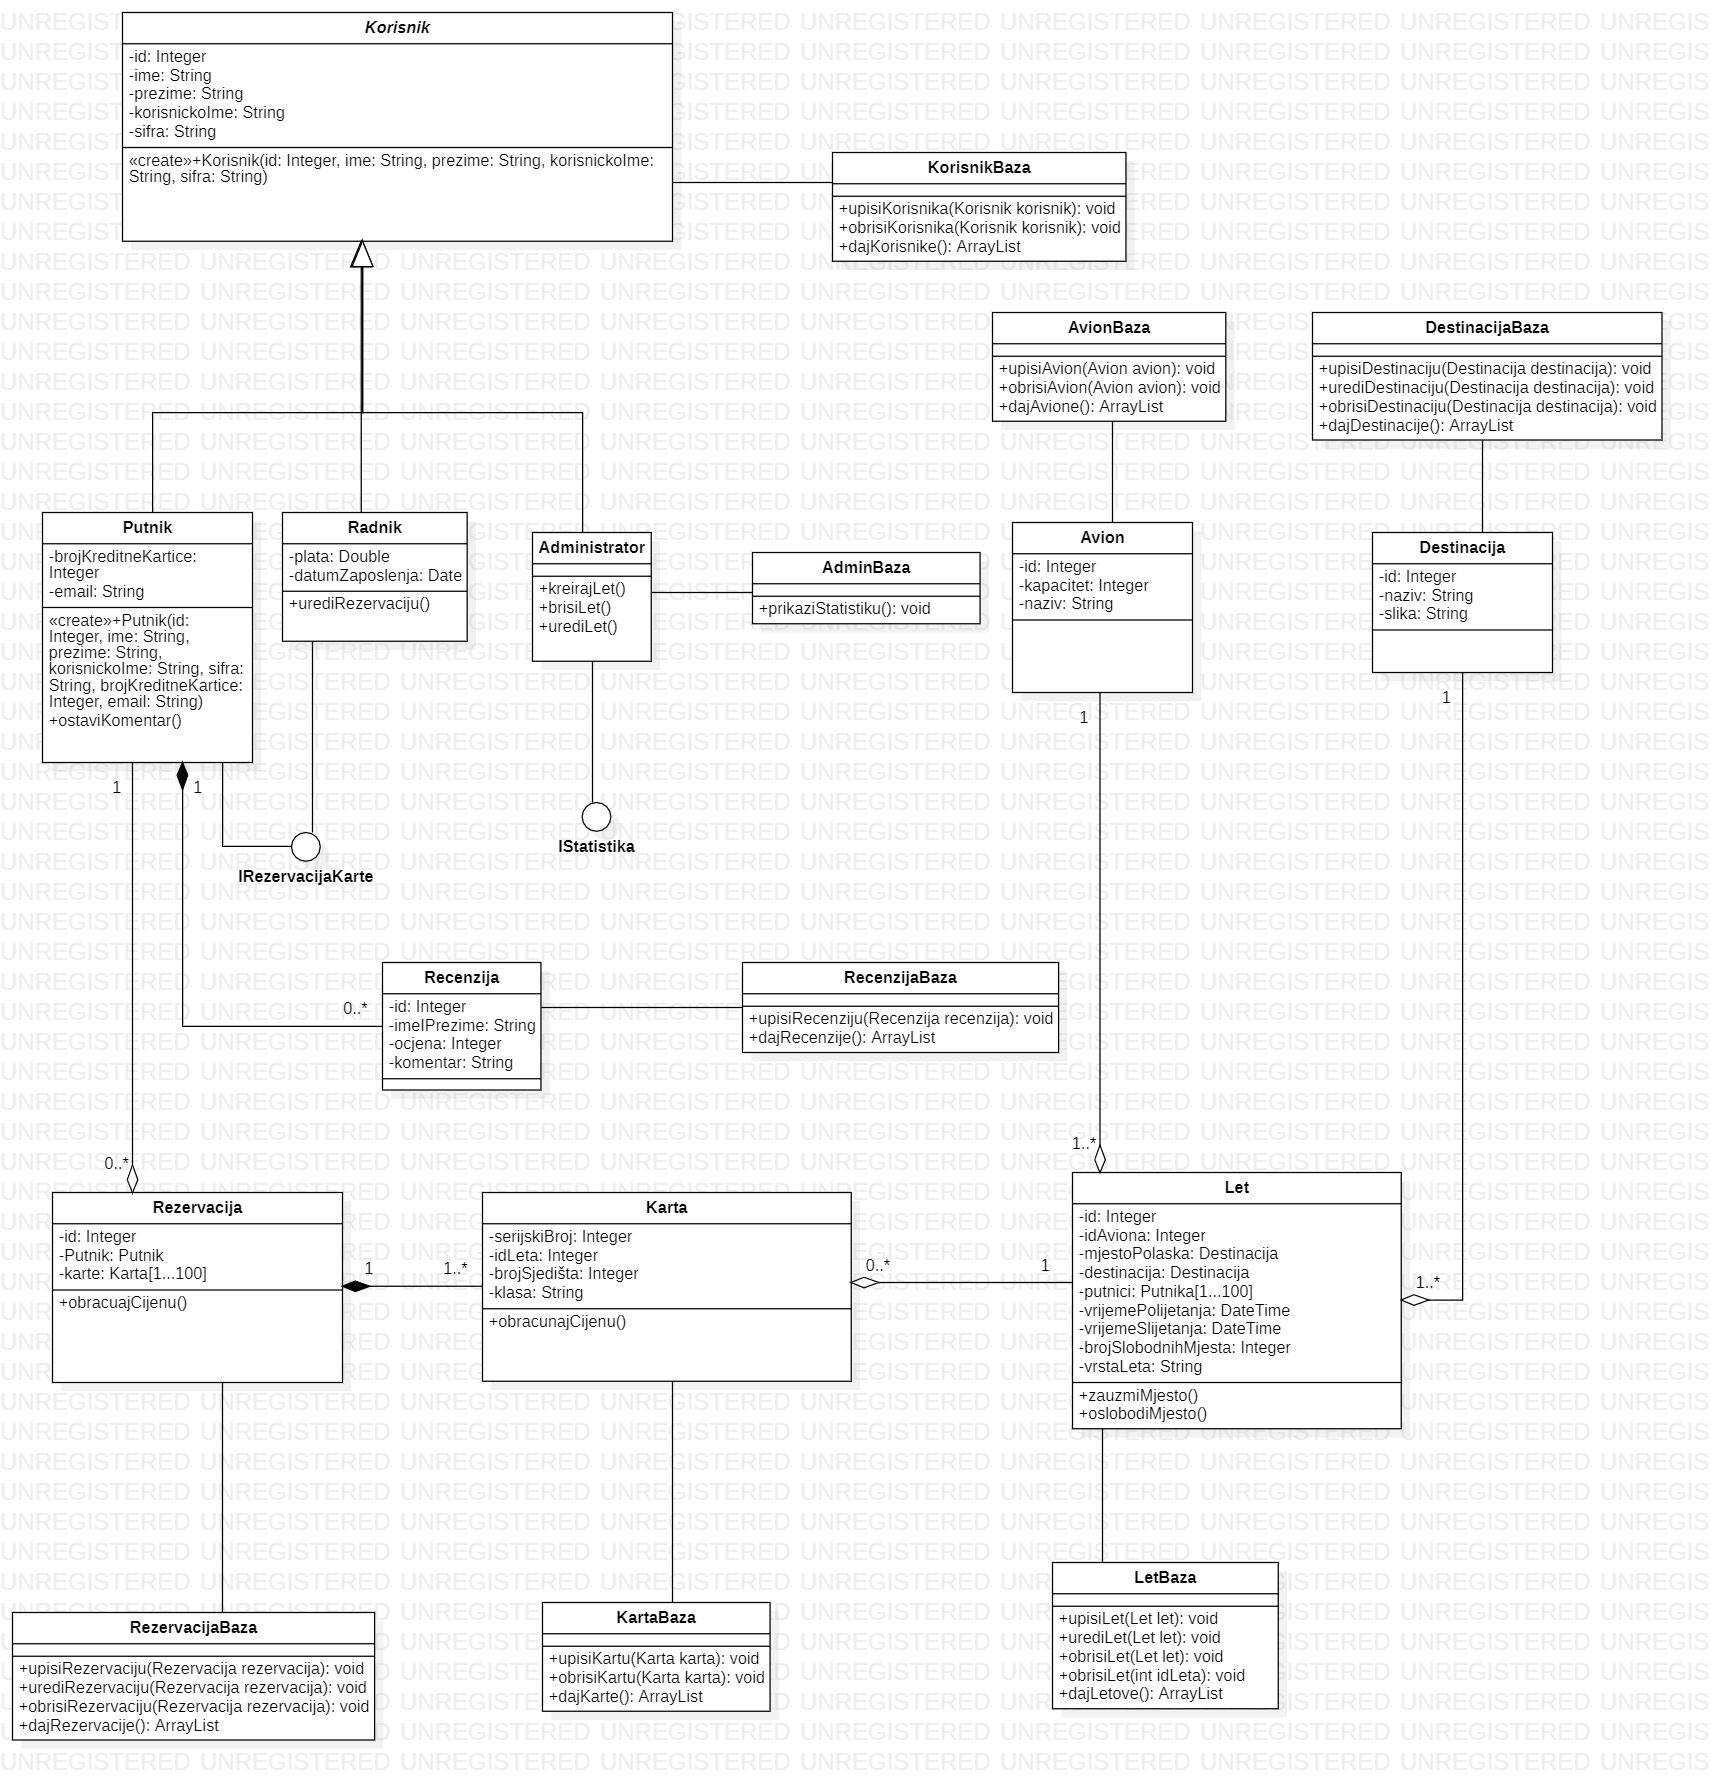 Korisnik
-id: Integer
-ime: String
-prezime: String
-korisnickoIme: String
-sifra: String
«create»+Korisnik(id: Integer, ime: String, prezime: String, korisnickoIme:
String, sifra: String)
KorisnikBaza
+upisiKorisnika(Korisnik korisnik): void
+obrisiKorisnika(Korisnik korisnik): void
+dajKorisnike(): ArrayList
AvionBaza
+upisiAvion(Avion avion): void
+obrisiAvion(Avion avion): void
+dajAvione(): ArrayList
DestinacijaBaza
+upisiDestinaciju(Destinacija destinacija): void
+urediDestinaciju(Destinacija destinacija): void
+obrisiDestinaciju(Destinacija destinacija): void
+dajDestinacije(): ArrayList
Putnik
-brojKreditneKartice:
Integer
-email: String
«create»+Putnik(id:
Integer, ime: String,
prezime: String,
korisnickoIme: String, sifra:
String, brojKreditneKartice:
Integer, email: String)
+ostaviKomentar()
Radnik
-plata: Double
-datumZaposlenja: Date
+urediRezervaciju()
Administrator
+kreirajLet()
+brisiLet()
+urediLet()
AdminBaza
+prikaziStatistiku(): void
Avion
-id: Integer
-kapacitet: Integer
-naziv: String
Destinacija
-id: Integer
-naziv: String
-slika: String
1
1
1
1
IRezervacijaKarte
IStatistika
Recenzija
-id: Integer
-imeIPrezime: String
-ocjena: Integer
-komentar: String
0..*
RecenzijaBaza
+upisiRecenziju(Recenzija recenzija): void
+dajRecenzije(): ArrayList
0..*
1..*
Rezervacija
-id: Integer
-Putnik: Putnik
-karte: Karta[1...100]
+obracuajCijenu()
1
1..*
Karta
-serijskiBroj: Integer
-idLeta: Integer
-brojSjedišta: Integer
-klasa: String
+obracunajCijenu()
0..*
1
Let
-id: Integer
-idAviona: Integer
-mjestoPolaska: Destinacija
-destinacija: Destinacija
-putnici: Putnika[1...100]
-vrijemePolijetanja: DateTime
-vrijemeSlijetanja: DateTime
-brojSlobodnihMjesta: Integer
-vrstaLeta: String
+zauzmiMjesto()
+oslobodiMjesto()
1..*
RezervacijaBaza
+upisiRezervaciju(Rezervacija rezervacija): void
+urediRezervaciju(Rezervacija rezervacija): void
+obrisiRezervaciju(Rezervacija rezervacija): void
+dajRezervacije(): ArrayList
KartaBaza
+upisiKartu(Karta karta): void
+obrisiKartu(Karta karta): void
+dajKarte(): ArrayList
LetBaza
+upisiLet(Let let): void
+urediLet(Let let): void
+obrisiLet(Let let): void
+obrisiLet(int idLeta): void
+dajLetove(): ArrayList
UNREGISTERED